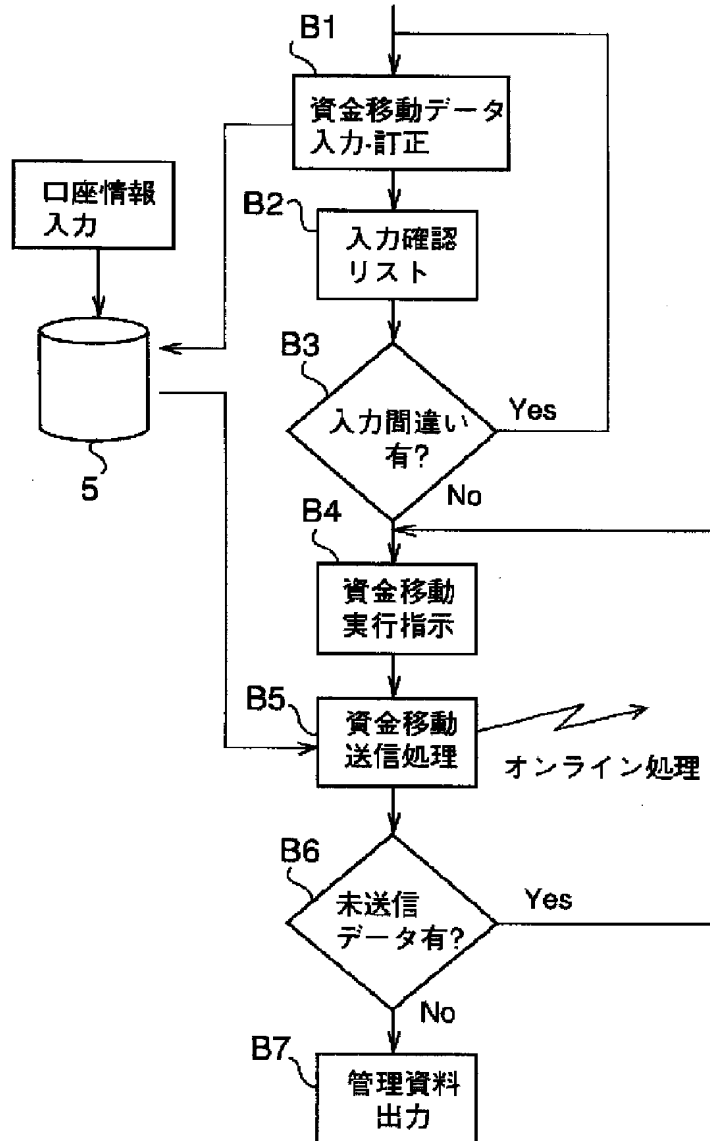 B1
資金移動データ
入力・訂正
口座情報
入力
B2
入力確認
リスト
B3
入力間違い
有?
Yes
No
5
B4
資金移動
実行指示
B5
資金移動
送信処理
オンライン処理
B6
未送信
データ有?
Yes
No
B7
管理資料
出力